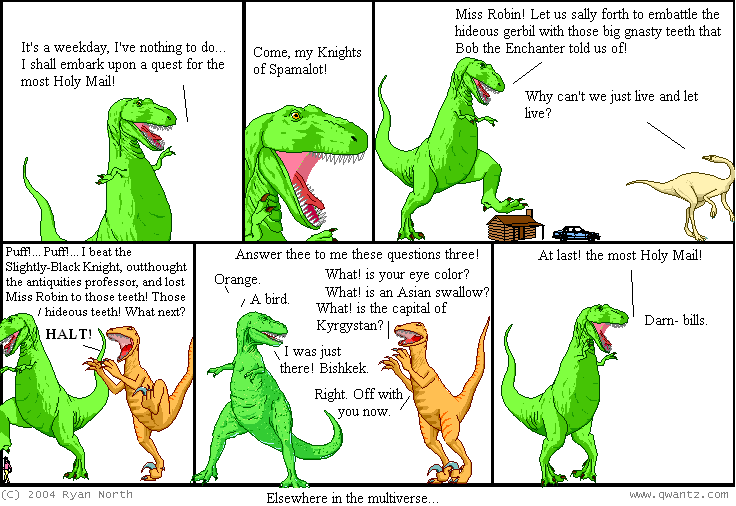 It's a weekday, I've nothing to do...
I shall embark upon a quest for the
most Holy Mail!
Come, my Knights
of Spamalot!
Miss Robin! Let us sally forth to embattle the
hideous gerbil with those big gnasty teeth that
Bob the Enchanter told us of!
Why can't we just live and let
live?
Puff!... Puff!... I beat the
Slightly-Black Knight, outthought
the antiquities professor, and lost
Miss Robin to those teeth! Those
hideous teeth! What next?
HALT!
Answer thee to me these questions three!
What! is your eye color?
Orange.
What! is an Asian swallow?
A bird.
What! is the capital of
Kyrgystan?
I was just
there! Bishkek.
Right. Off with
you now.
At last! the most Holy Mail!
Darn- bills.
(C) 2004 Ryan North
Elsewhere in the multiverse...
www.qwantz.com